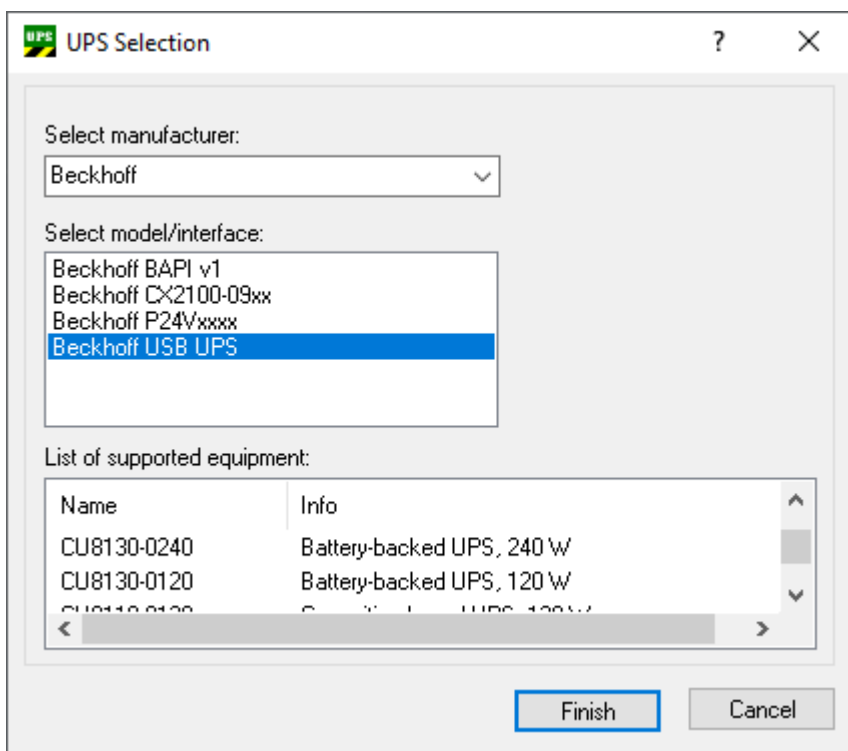 UPS UPS Selection ?
Select manufacturer:
Beckhoff
Select model/interface:
Beckhoff BAPI v1
Beckhoff CX2100-09xx
Beckhoff P24Vxxxx
Beckhoff USB UPS
List of supported equipment:
Name Info
CU8130-0240 Battery-backed UPS, 240 W
CU8130-0120 Battery-backed UPS, 120 W
Finish Cancel